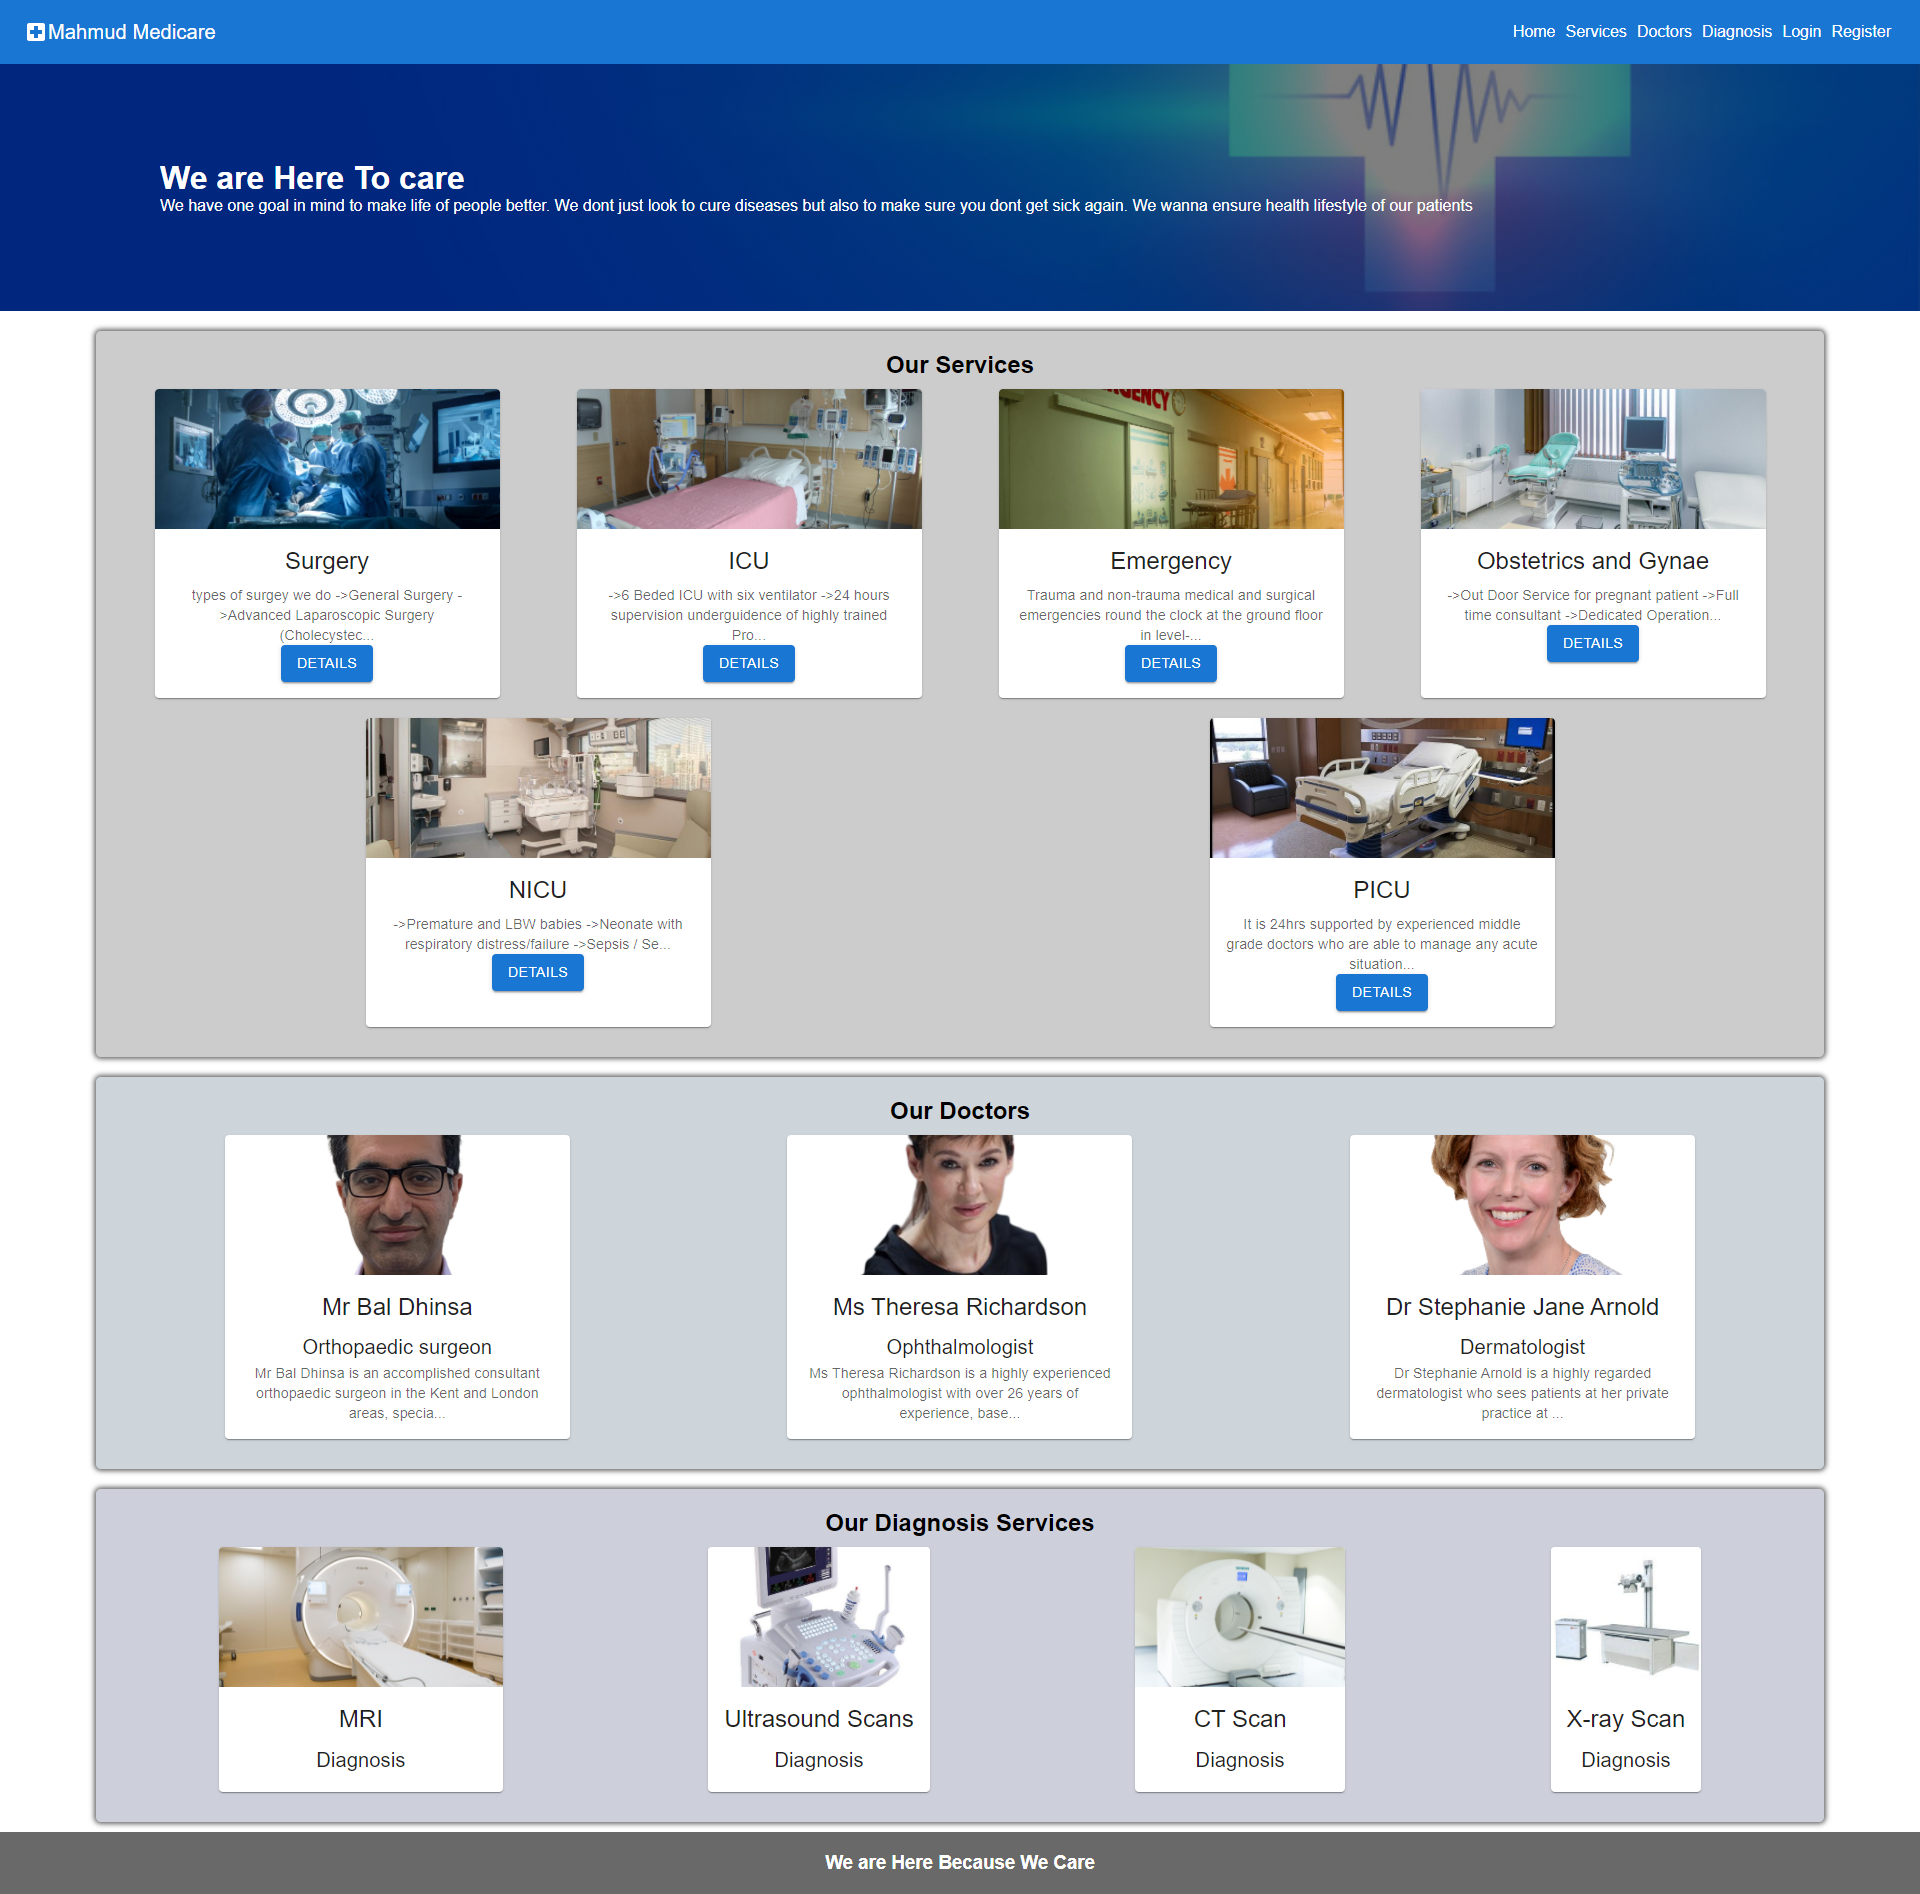 Mahmud Medicare
Home Services Doctors Diagnosis Login Register
We are Here To care
We have one goal in mind to make life of people better. We dont just look to cure diseases but also to make sure you dont get sick again. We wanna ensure health lifestyle of our patients
Our Services
EMERGENCY
Surgery
types of surgey we do ->General Surgery -
>Advanced Laparoscopic Surgery
(Cholecystec...
DETAILS
ICU
->6 Beded ICU with six ventilator ->24 hours
supervision underguidence of highly trained
Pro...
DETAILS
Emergency
Trauma and non-trauma medical and surgical
emergencies round the clock at the ground floor
in level-...
DETAILS
Obstetrics and Gynae
->Out Door Service for pregnant patient ->Full
time consultant ->Dedicated Operation...
DETAILS
NICU
->Premature and LBW babies ->Neonate with
respiratory distress/failure ->Sepsis / Se...
DETAILS
PICU
It is 24hrs supported by experienced middle
grade doctors who are able to manage any acute
situation...
DETAILS
Our Doctors
Mr Bal Dhinsa
Orthopaedic surgeon
Mr Bal Dhinsa is an accomplished consultant
orthopaedic surgeon in the Kent and London
areas, specia...
Ms Theresa Richardson
Ophthalmologist
Ms Theresa Richardson is a highly experienced
ophthalmologist with over 26 years of
experience, base...
Dr Stephanie Jane Arnold
Dermatologist
Dr Stephanie Arnold is a highly regarded
dermatologist who sees patients at her private
practice at ...
Our Diagnosis Services
MRI
Diagnosis
Ultrasound Scans
Diagnosis
CT Scan
Diagnosis
X-ray Scan
Diagnosis
We are Here Because We Care